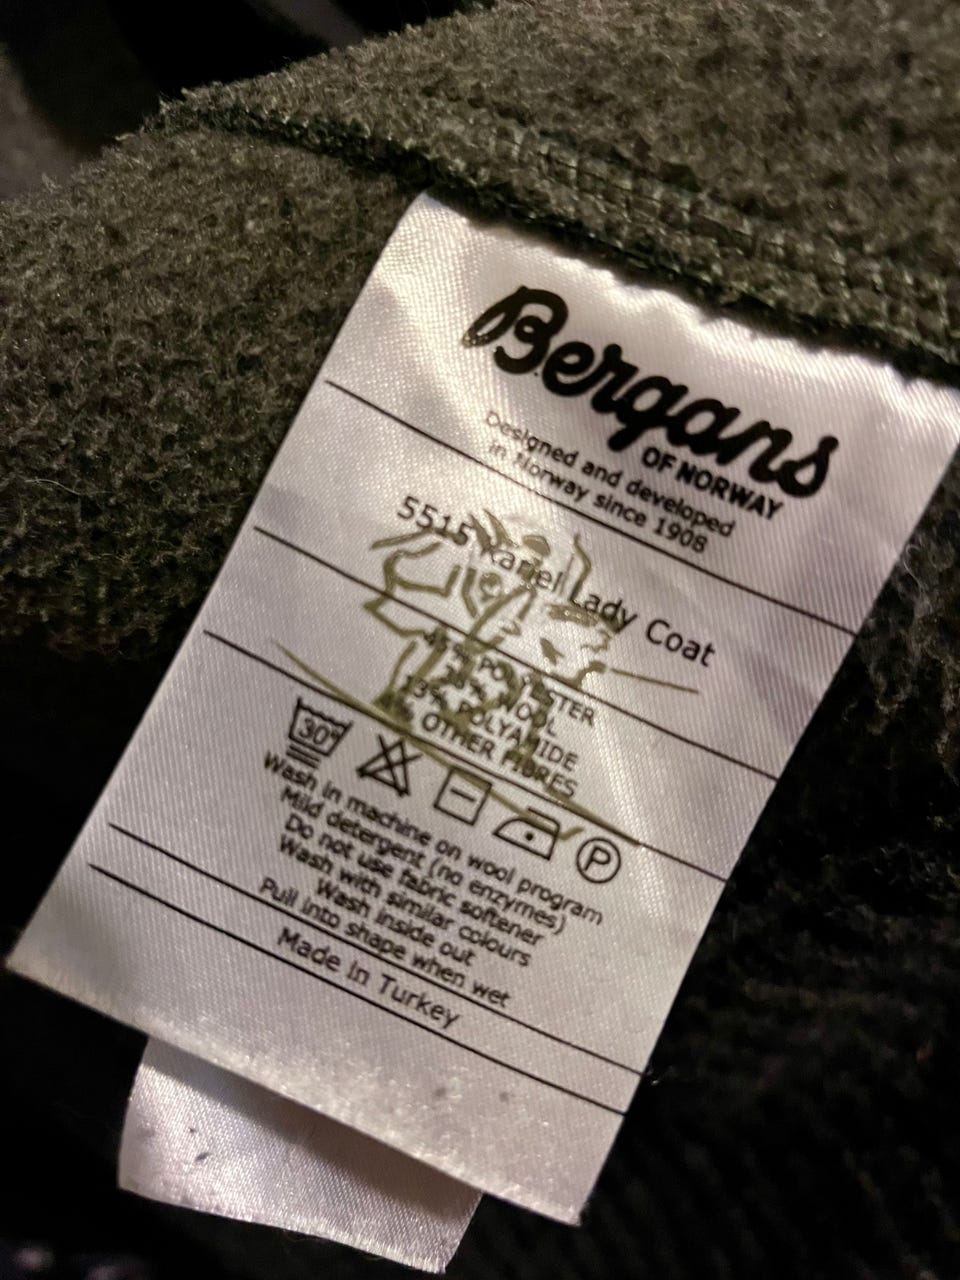 Bergans
OF NORWAY
Designed and developed
in Norway since 1908
5515 Lady Coat
POLYESTER
WOOL
13% POLYAMIDE
OTHER FIBRES
30°
P
Wash in machine on wool program
Mild detergent (no enzymes)
Do not use fabric softener
Wash with similar colours
Wash inside out
Pull into shape when wet
Made in Turkey